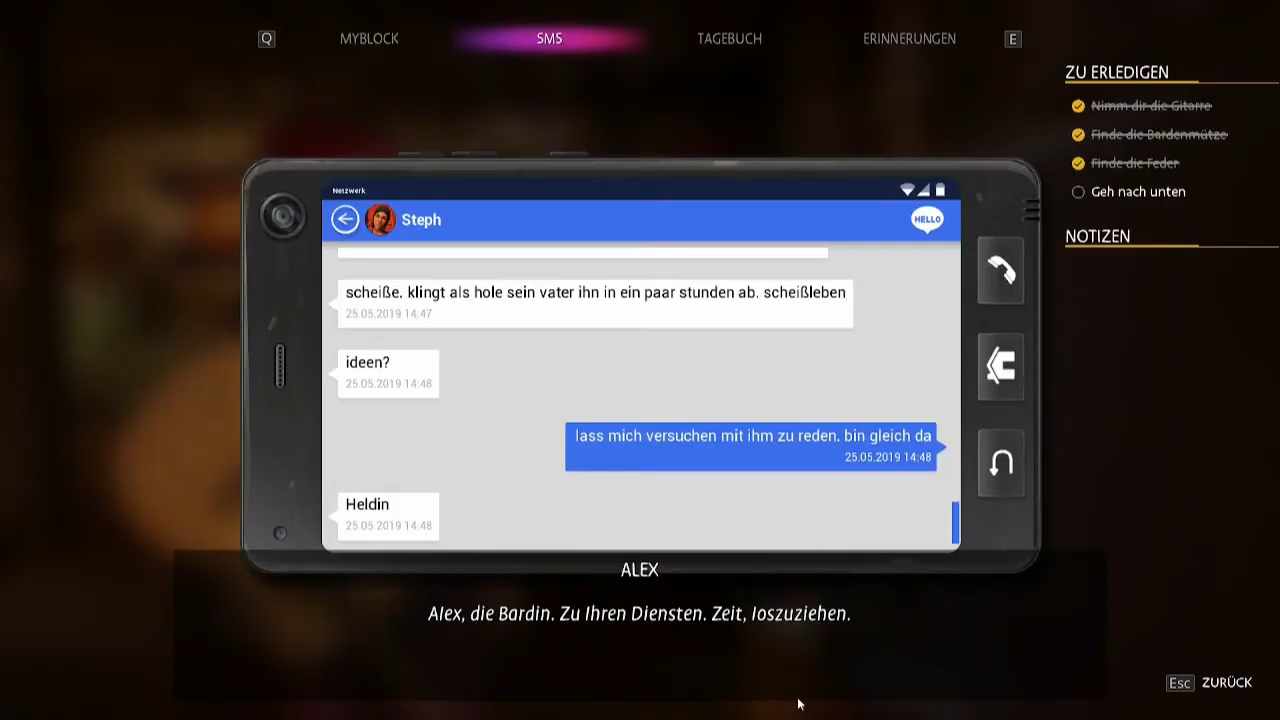 Q
MYBLOCK
SMS
TAGEBUCH
ERINNERUNGEN
E
ZU ERLEDIGEN
Nimm dir die Gitarre
Finde die Bardenmütze
Finde die Feder
Geh nach unten
NOTIZEN
Netzwerk
Steph
HELLO
scheiße. klingt als hole sein vater ihn in ein paar stunden ab. scheißleben
25.05.2019 14:47
ideen?
25.05.2019 14:48
lass mich versuchen mit ihm zu reden. bin gleich da
25.05.2019 14:48
Heldin
25.05.2019 14:48
ALEX
Alex, die Bardin. Zu Ihren Diensten. Zeit, loszuziehen.
Esc ZURÜCK